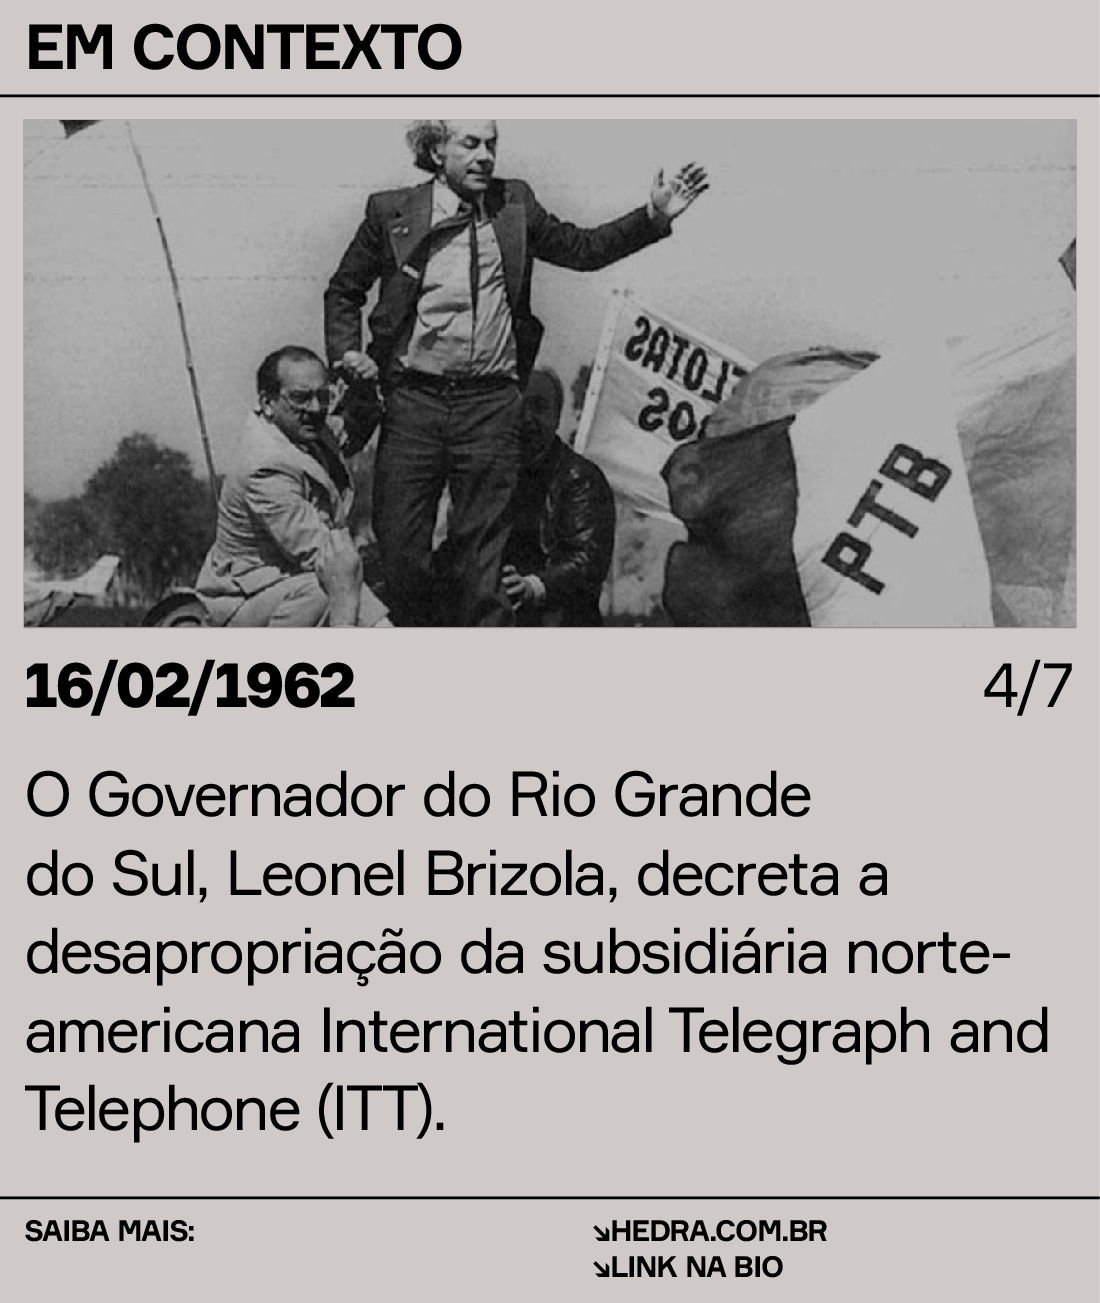 EM CONTEXTO
PTB
16/02/1962
4/7
O Governador do Rio Grande
do Sul, Leonel Brizola, decreta a
desapropriação da subsidiária norte-
americana International Telegraph and
Telephone (ITT).
SAIBA MAIS:
↘HEDRA.COM.BR
↘LINK NA BIO